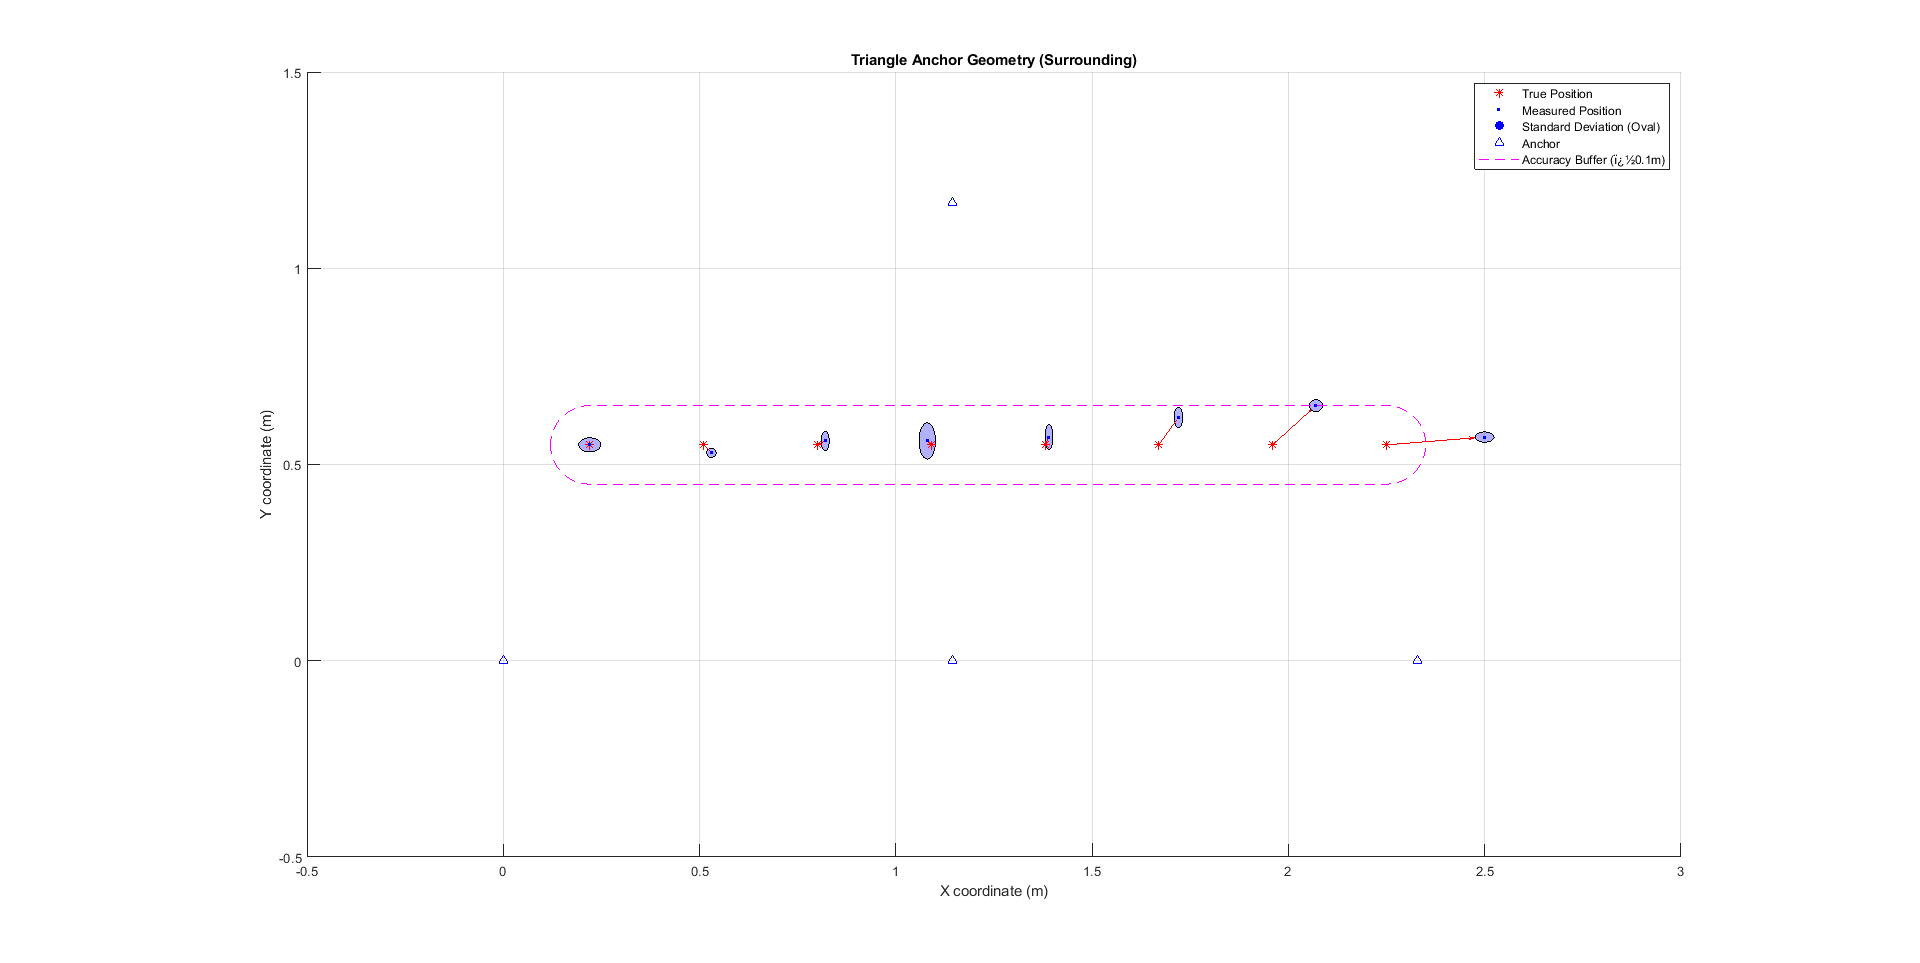 Triangle Anchor Geometry (Surrounding)
True Position
Measured Position
Standard Deviation (Oval)
Anchor
Accuracy Buffer (ï¿½0.1m)
1.5
1
0.5
0
-0.5
Y coordinate (m)
-0.5
0
0.5
1
1.5
2
2.5
3
X coordinate (m)